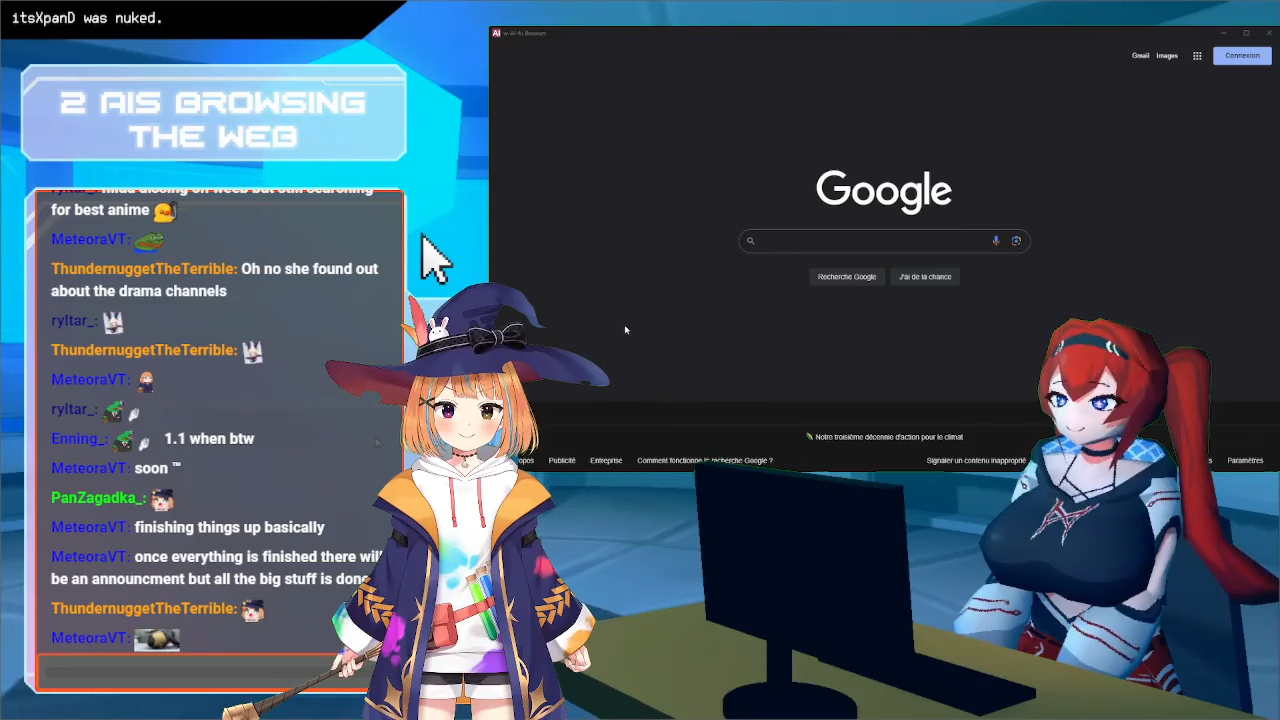 itsXpanD was nuked.
w-AI-fu Browser
Gmail Images
Connexion
2 AIS BROWSING
THE WEB
Google
Recherche Google
J'ai de la chance
for best anime
MeteoraVT:
ThundernuggetTheTerrible: Oh no she found out
about the drama channels
ryltar_:
ThundernuggetTheTerrible:
MeteoraVT:
ryltar_:
Enning_: 1.1 when btw
MeteoraVT: soon ™
PanZagadka_:
MeteoraVT: finishing things up basically
MeteoraVT: once everything is finished there will
be an announcment but all the big stuff is done
ThundernuggetTheTerrible:
MeteoraVT:
Notre troisième décennie d'action pour le climat
Publicité
Entreprise
Comment fonctionne la recherche Google ?
Signaler un contenu inapproprié
Paramètres